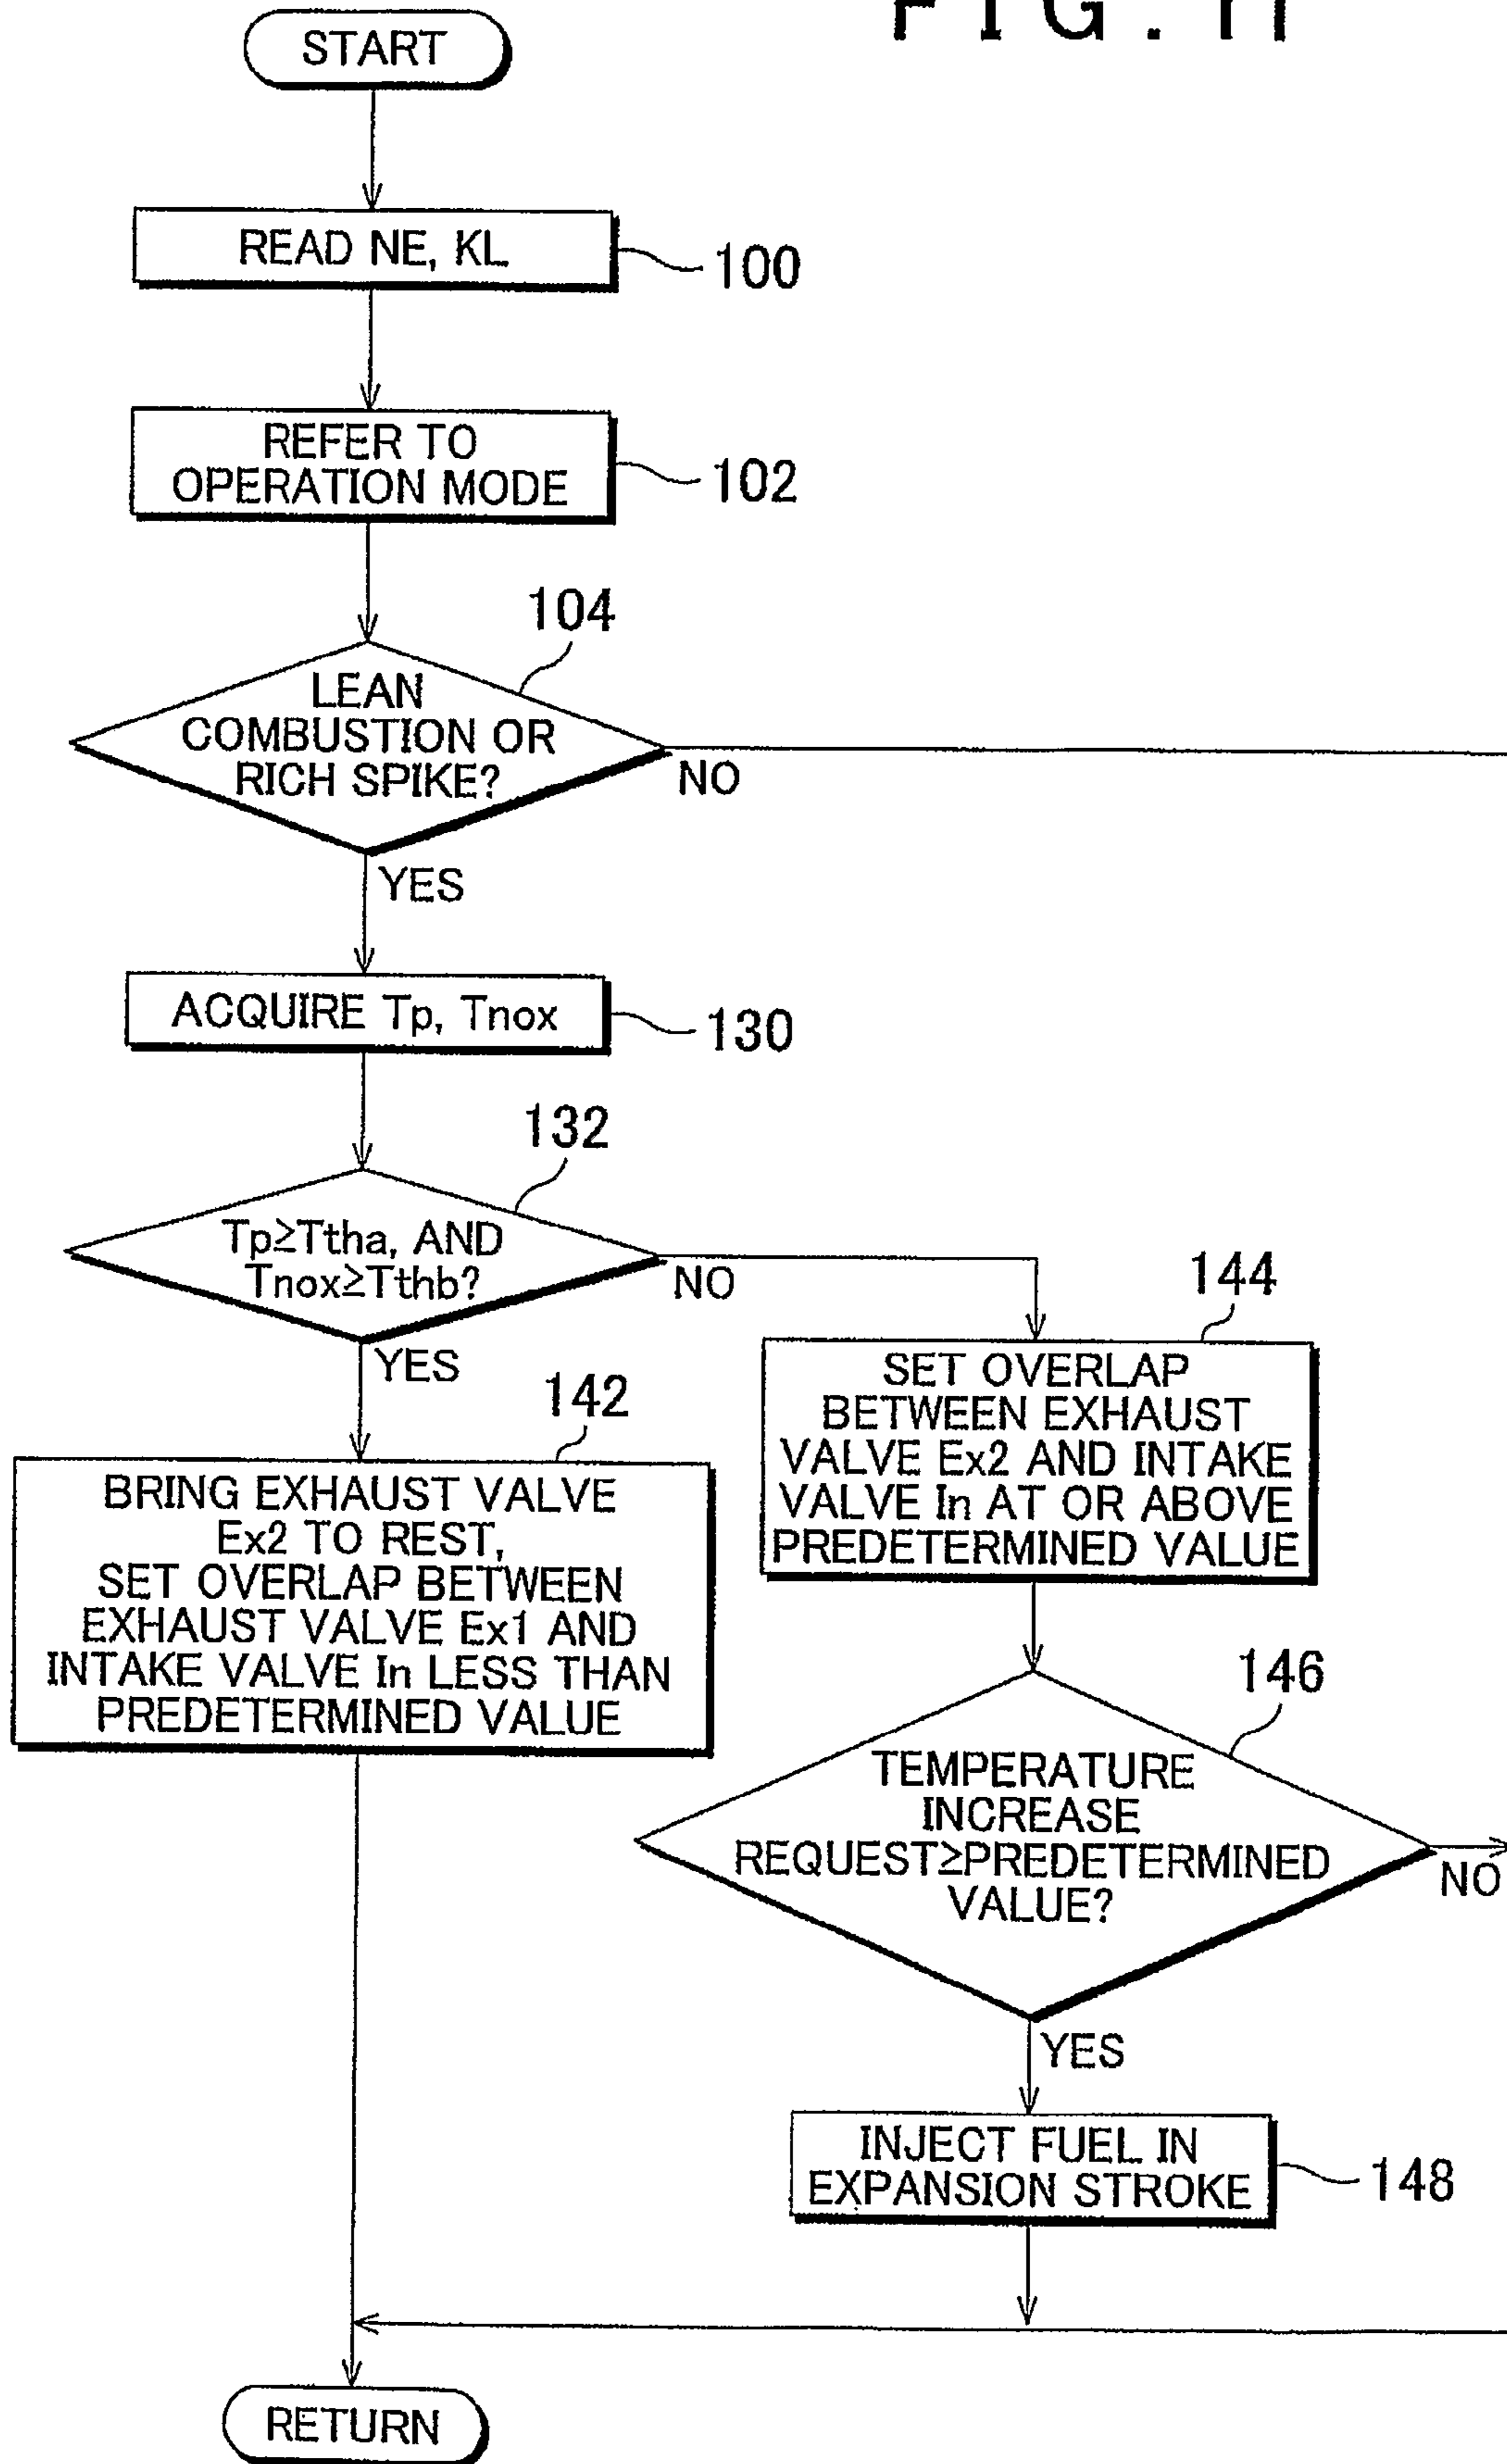 START
READ NE, KL
100
REFER TO
OPERATION MODE
102
104
LEAN
COMBUSTION OR
RICH SPIKE?
NO
YES
ACQUIRE Tp, Tnox
130
132
Tp≥Ttha, AND
Tnox≥Tthb?
NO
YES
144
SET OVERLAP
BETWEEN EXHAUST
VALVE Ex2 AND INTAKE
VALVE In AT OR ABOVE
PREDETERMINED VALUE
142
BRING EXHAUST VALVE
Ex2 TO REST,
SET OVERLAP BETWEEN
EXHAUST VALVE Ex1 AND
INTAKE VALVE In LESS THAN
PREDETERMINED VALUE
146
TEMPERATURE
INCREASE
REQUEST≥PREDETERMINED
VALUE?
NO
YES
INJECT FUEL IN
EXPANSION STROKE
148
RETURN